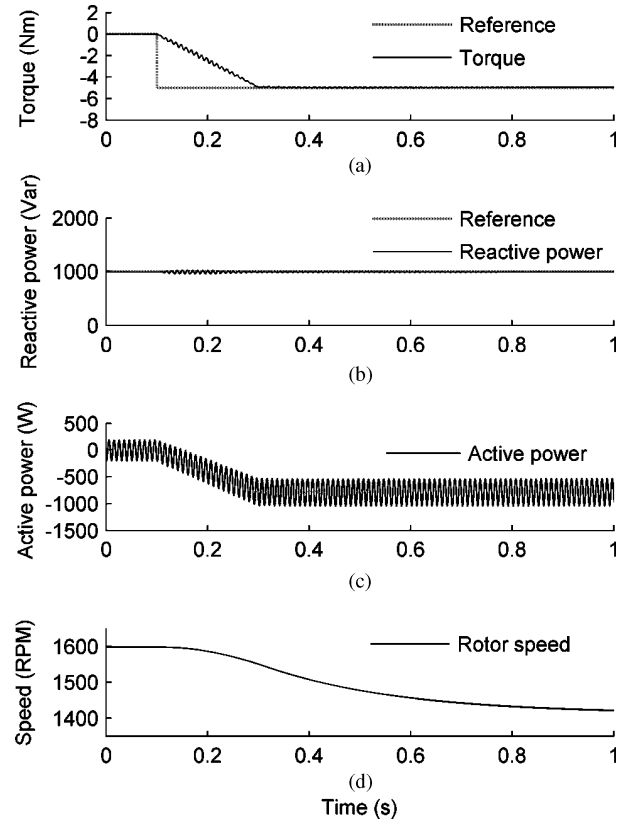 Torque (Nm)
2
0
-2
-4
-6
-8
Reference
Torque
0 0.2 0.4 0.6 0.8 1
(a)
Reactive power (Var)
2000
1000
0
Reference
Reactive power
0 0.2 0.4 0.6 0.8 1
(b)
Active power (W)
500
0
-500
-1000
-1500
Active power
0 0.2 0.4 0.6 0.8 1
(c)
Speed (RPM)
1600
1500
1400
Rotor speed
0 0.2 0.4 0.6 0.8 1
(d)
Time (s)